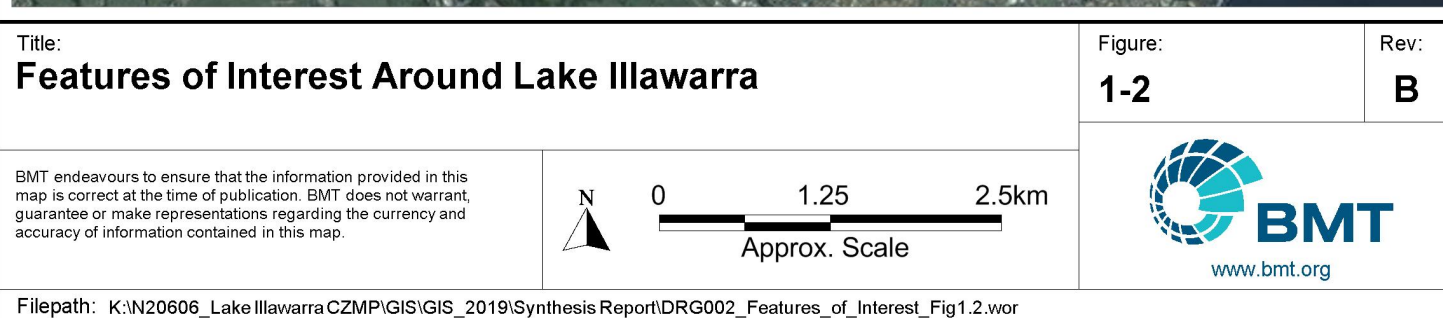 Title:
Features of Interest Around Lake Illawarra
Figure:
1-2
Rev:
B
BMT endeavours to ensure that the information provided in this
map is correct at the time of publication. BMT does not warrant,
guarantee or make representations regarding the currency and
accuracy of information contained in this map.
N
0 1.25 2.5km
Approx. Scale
BMT
www.bmt.org
Filepath: K:\N20606_Lake Illawarra CZMP\GIS\GIS_2019\Synthesis Report\DRG002_Features_of_Interest_Fig1.2.wor